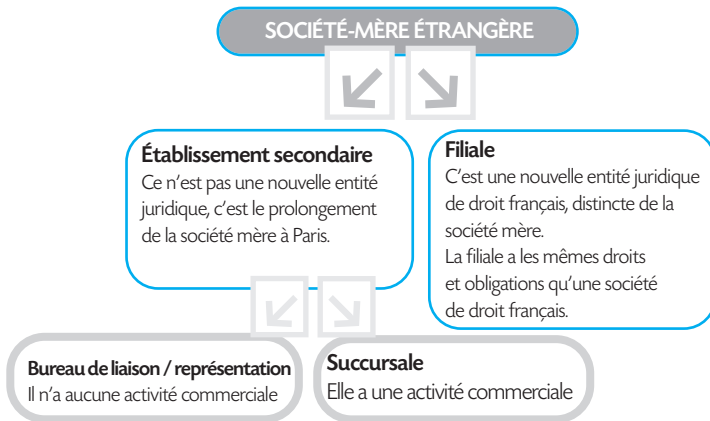 SOCIÉTÉ-MÈRE ÉTRANGÈRE
Établissement secondaire
Ce n'est pas une nouvelle entité
juridique, c'est le prolongement
de la société mère à Paris.
Filiale
C'est une nouvelle entité juridique
de droit français, distincte de la
société mère.
La filiale a les mêmes droits
et obligations qu'une société
de droit français.
Bureau de liaison / représentation
Il n'a aucune activité commerciale
Succursale
Elle a une activité commerciale